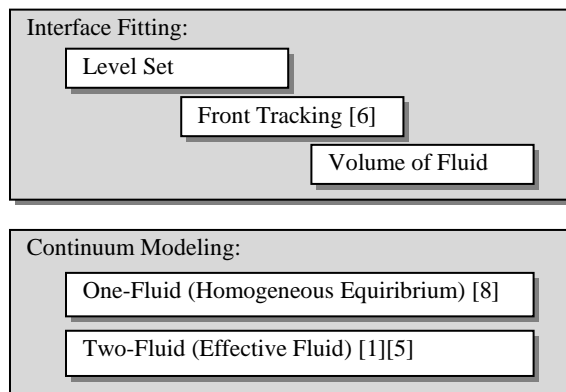 Interface Fitting:
Level Set
Front Tracking [6]
Volume of Fluid
Continuum Modeling:
One-Fluid (Homogeneous Equiribrium) [8]
Two-Fluid (Effective Fluid) [1][5]